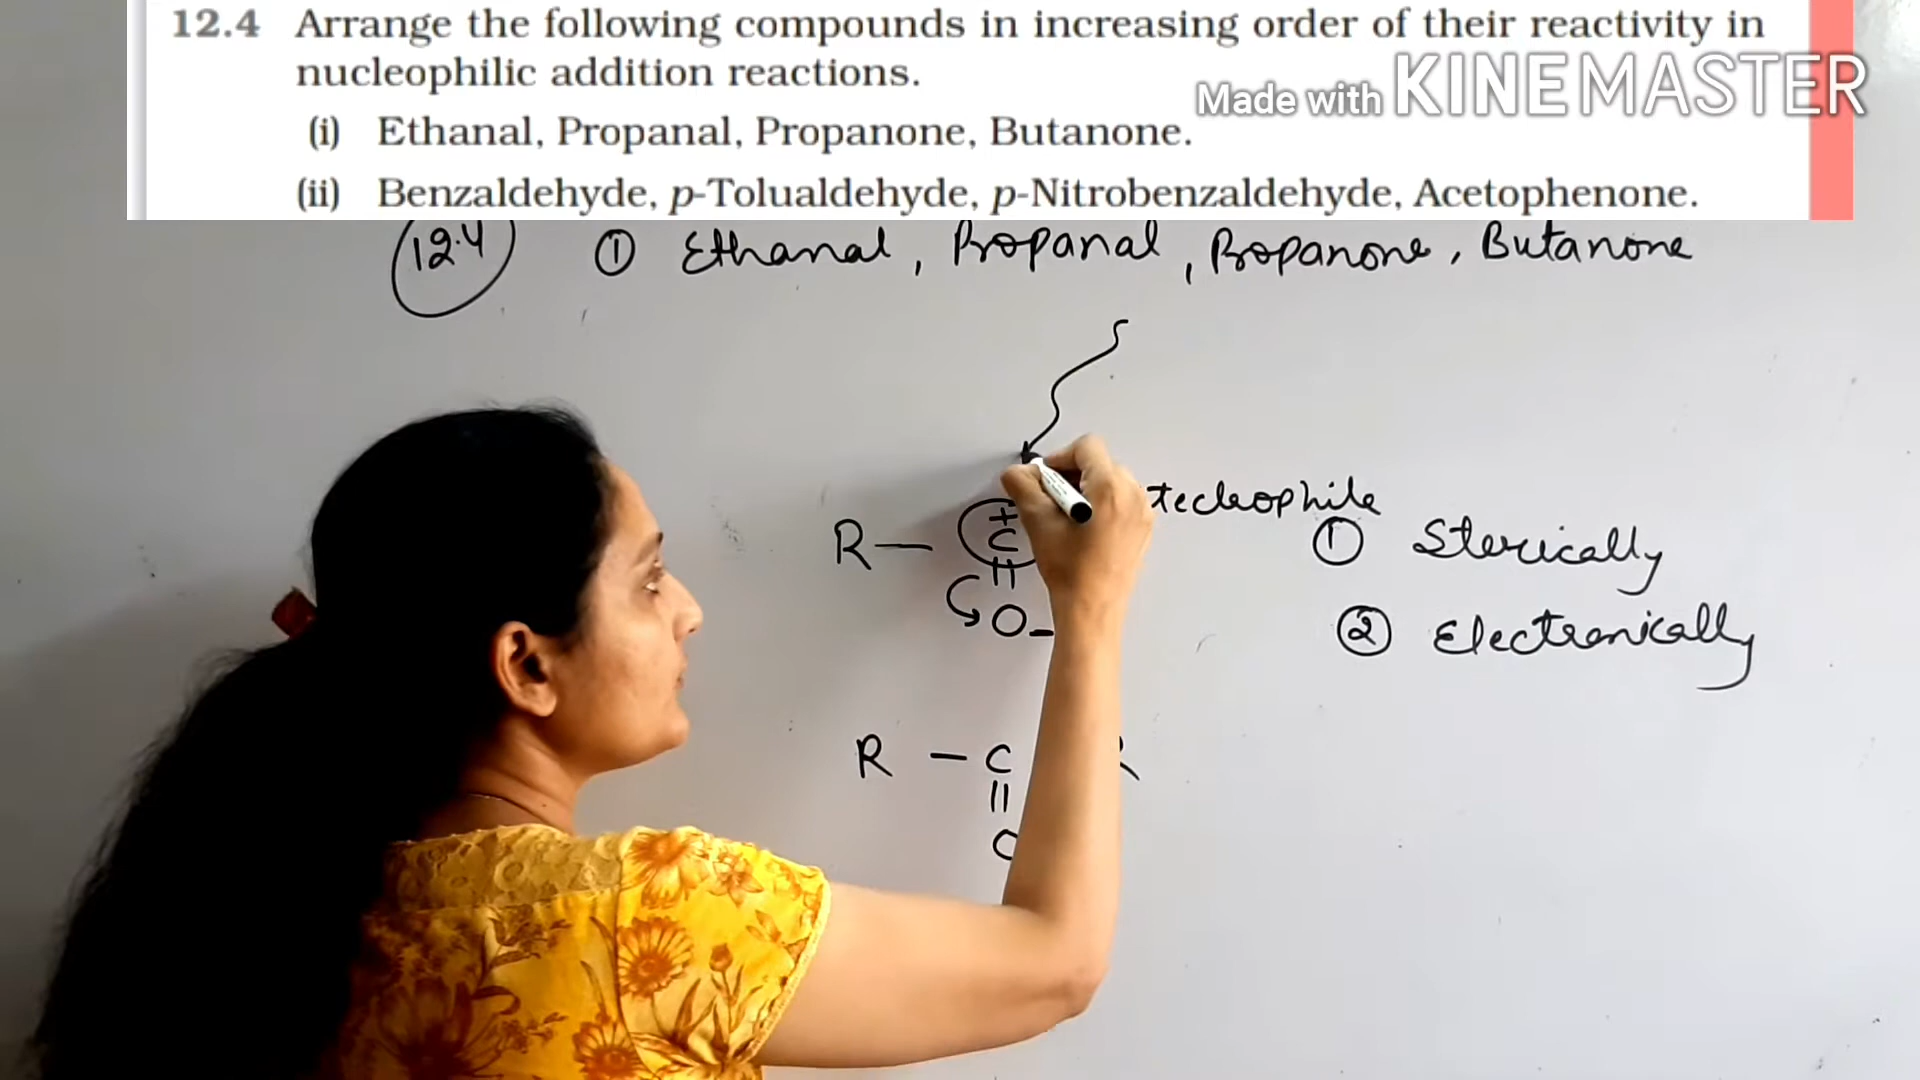 12.4 Arrange the following compounds in increasing order of their reactivity in
nucleophilic addition reactions.
Made with KINEMASTER
(i) Ethanal, Propanal, Propanone, Butanone.
(ii) Benzaldehyde, p-Tolualdehyde, p-Nitrobenzaldehyde, Acetophenone.
12.4 ① Ethanal, Propanal, Propanone, Butanone
R — C+
||
O-
① Sterically
② Electronically
R — C R
||